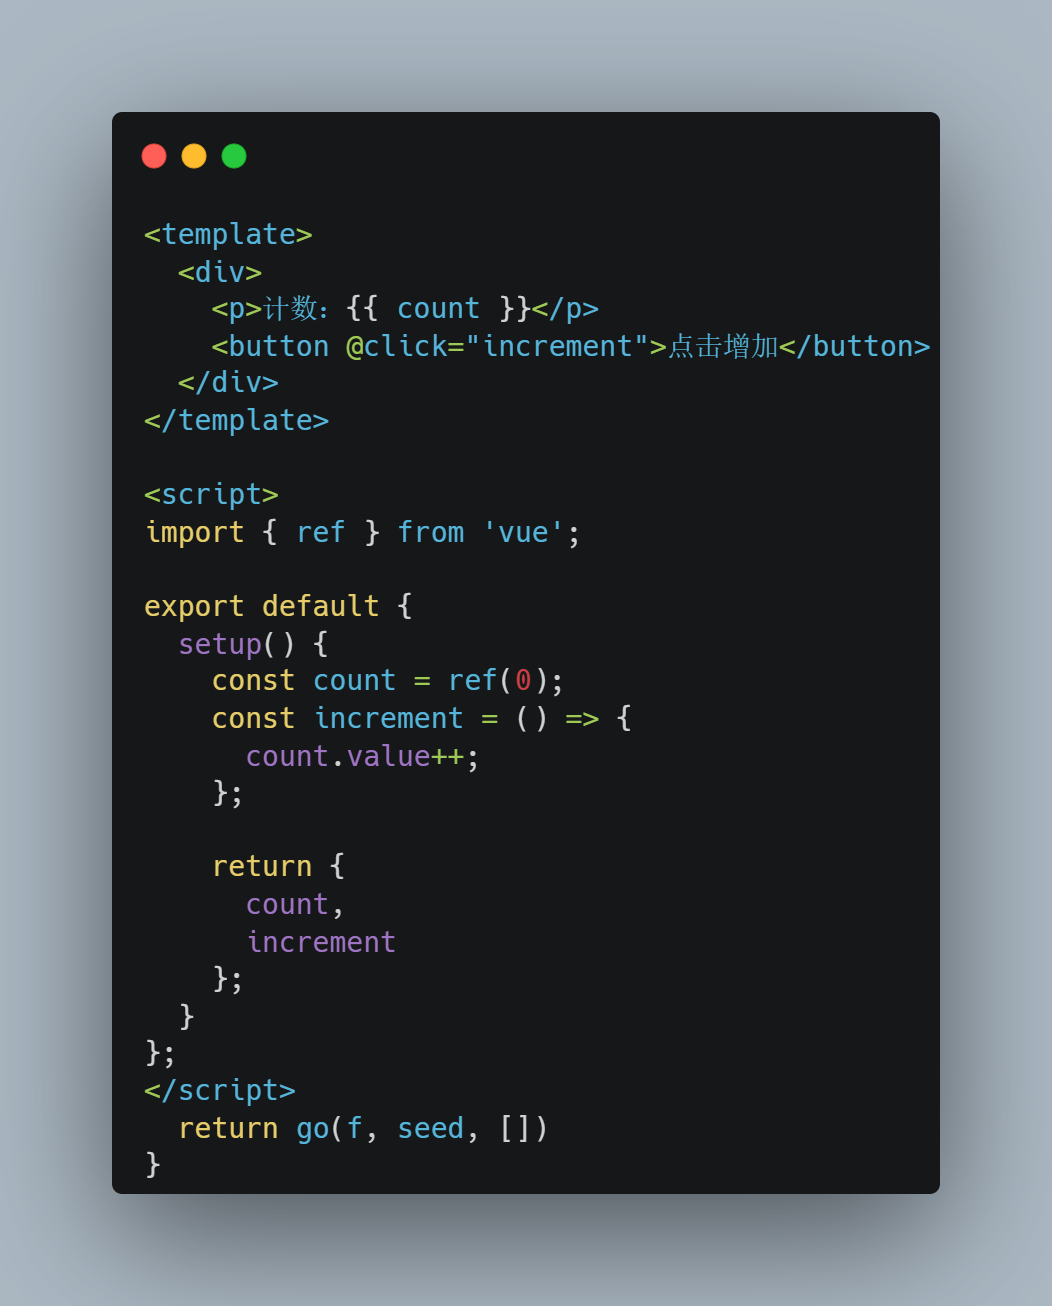 <template>
  <div>
    <p>计数：{{ count }}</p>
    <button @click="increment">点击增加</button>
  </div>
</template>

<script>
import { ref } from 'vue';

export default {
  setup() {
    const count = ref(0);
    const increment = () => {
      count.value++;
    };

    return {
      count,
      increment
    };
  }
};
</script>
  return go(f, seed, [])
}